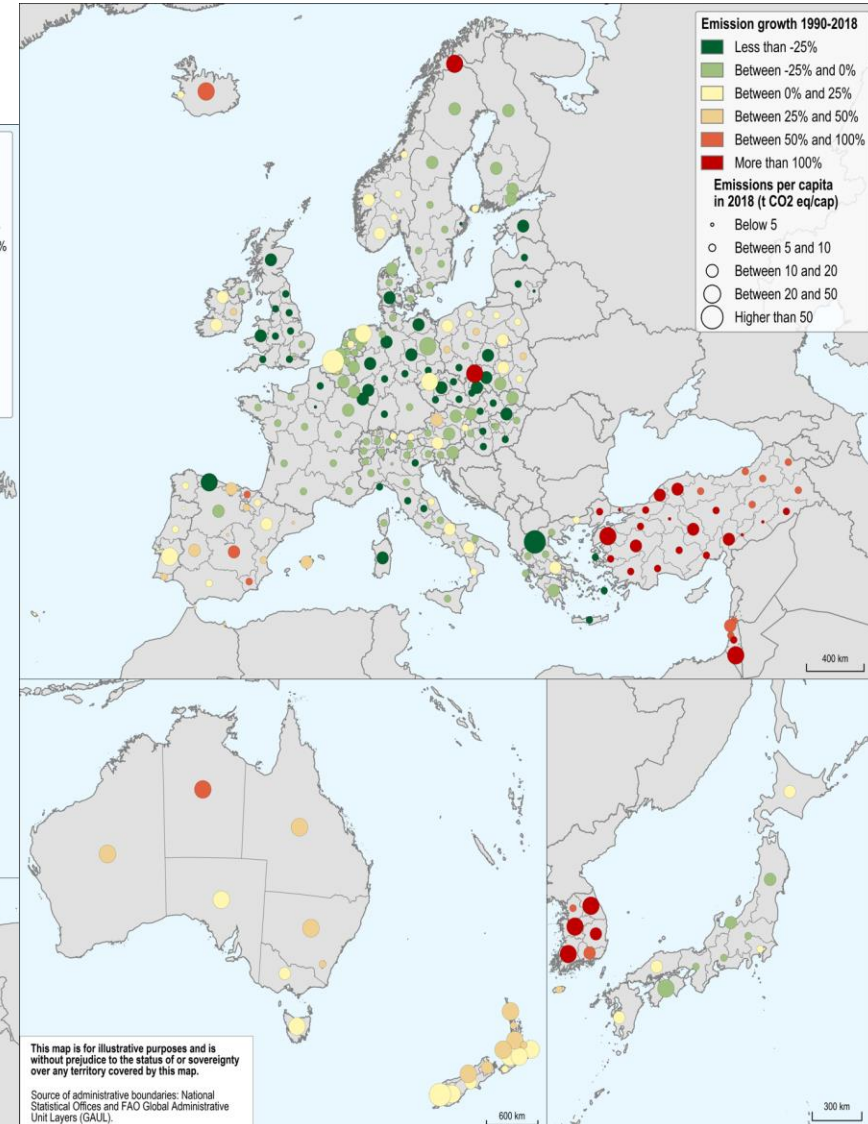 %
Emission growth 1990-2018
Less than -25%
Between -25% and 0%
Between 0% and 25%
Between 25% and 50%
Between 50% and 100%
More than 100%
Emissions per capita
in 2018 (t CO2 eq/cap)
Below 5
Between 5 and 10
Between 10 and 20
Between 20 and 50
Higher than 50
400 km
This map is for illustrative purposes and is
without prejudice to the status of or sovereignty
over any territory covered by this map.
Source of administrative boundaries: National
Statistical Offices and FAO Global Administrative
Unit Layers (GAUL).
600 km
300 km